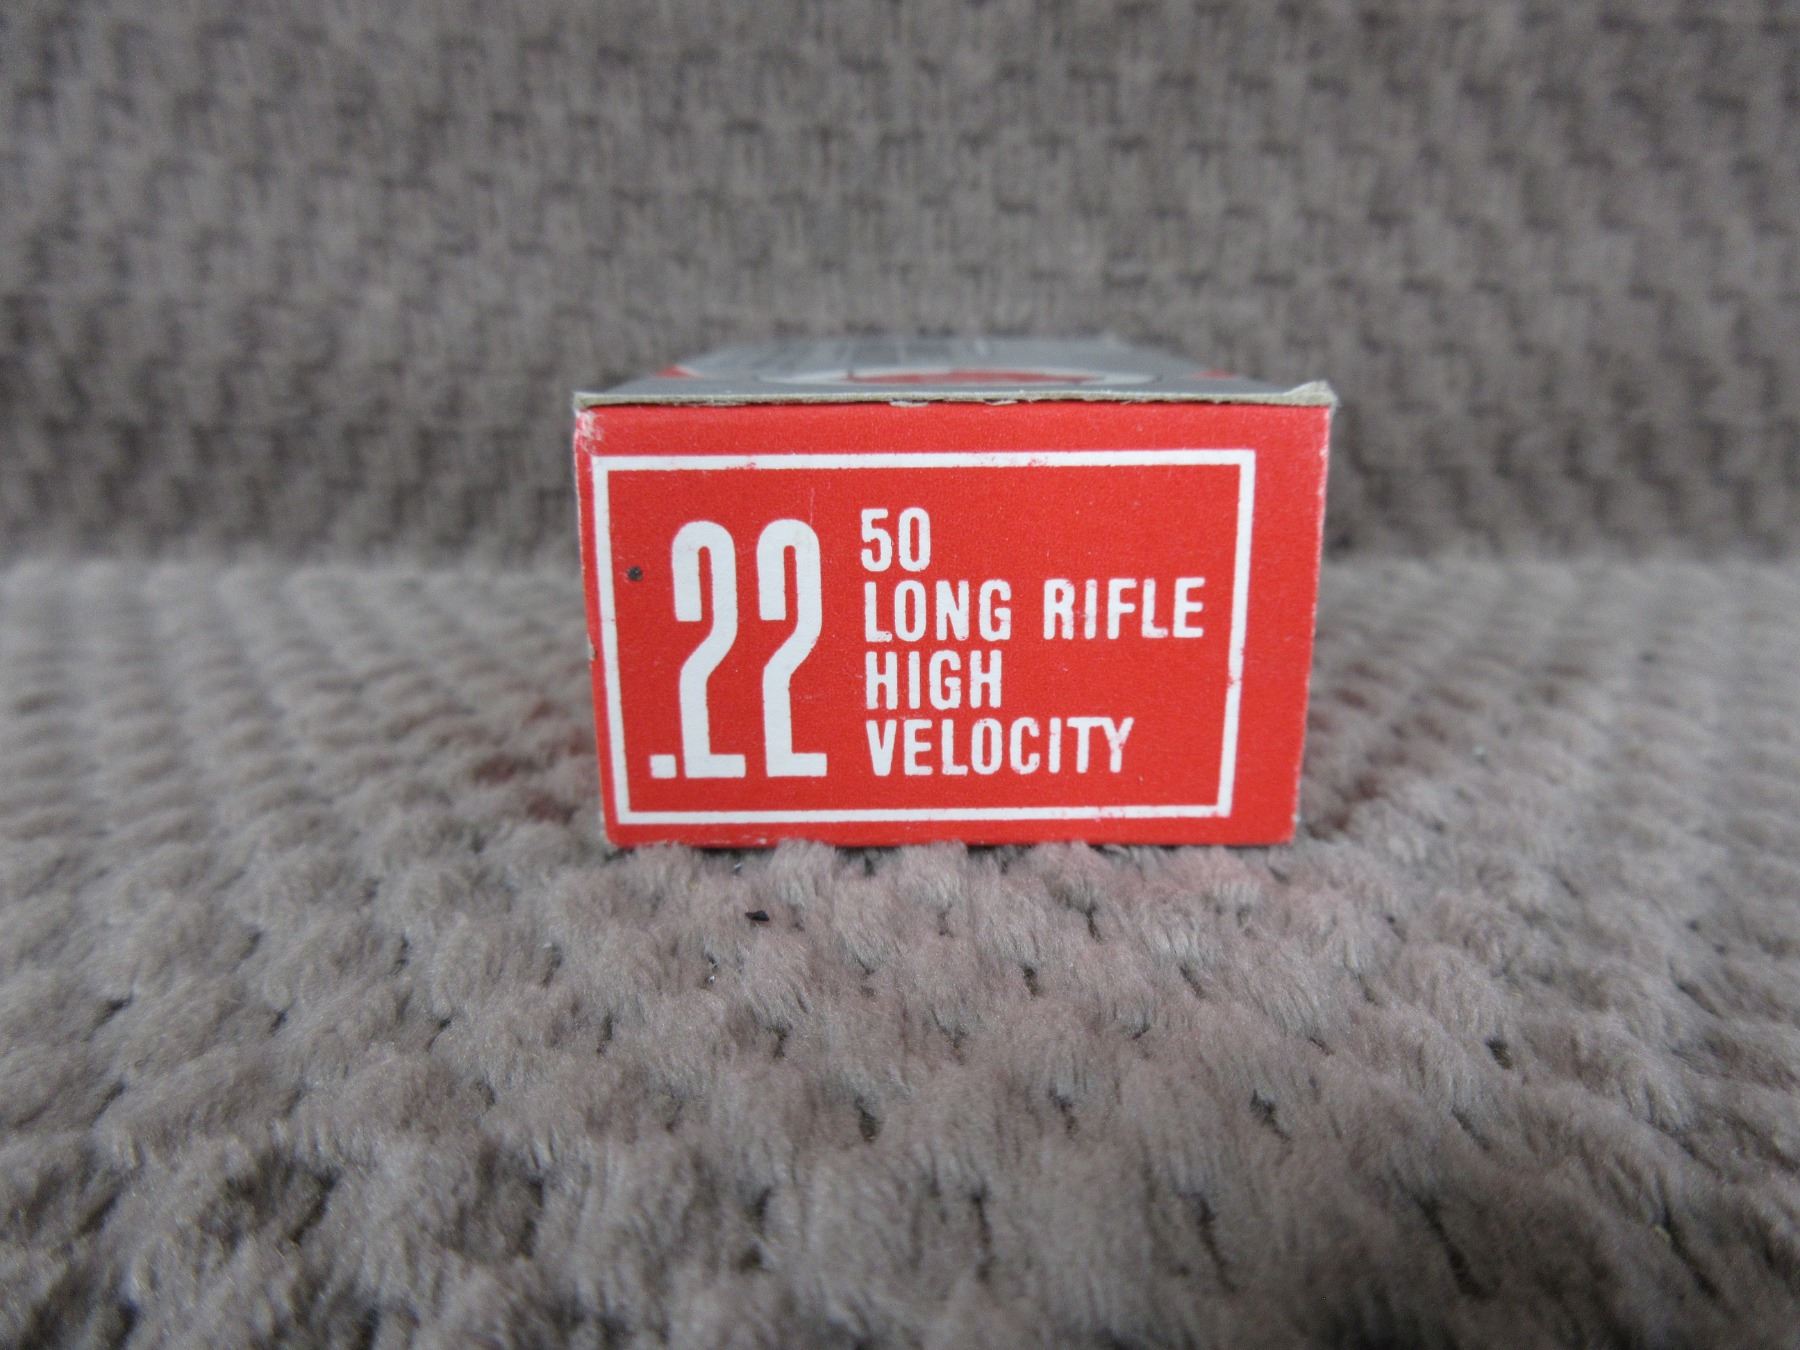 .22
50
LONG RIFLE
HIGH
VELOCITY